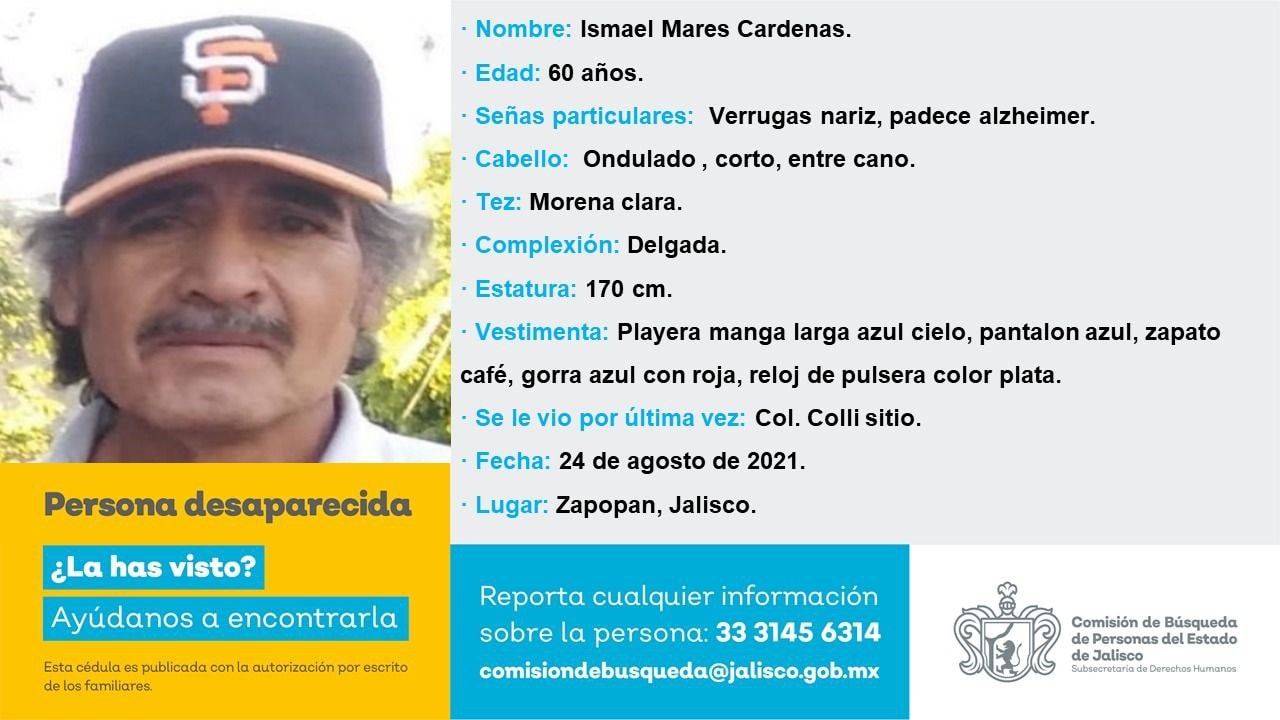 SF
· Nombre: Ismael Mares Cardenas.
· Edad: 60 años.
· Señas particulares: Verrugas nariz, padece alzheimer.
· Cabello: Ondulado , corto, entre cano.
· Tez: Morena clara.
· Complexión: Delgada.
· Estatura: 170 cm.
· Vestimenta: Playera manga larga azul cielo, pantalon azul, zapato
café, gorra azul con roja, reloj de pulsera color plata.
· Se le vio por última vez: Col. Colli sitio.
· Fecha: 24 de agosto de 2021.
· Lugar: Zapopan, Jalisco.
Persona desaparecida
¿La has visto?
Ayúdanos a encontrarla
Esta cédula es publicada con la autorización por escrito
de los familiares.
Reporta cualquier información
sobre la persona: 33 3145 6314
comisiondebusqueda@jalisco.gob.mx
Comisión de Búsqueda
de Personas del Estado
de Jalisco
Subsecretaría de Derechos Humanos